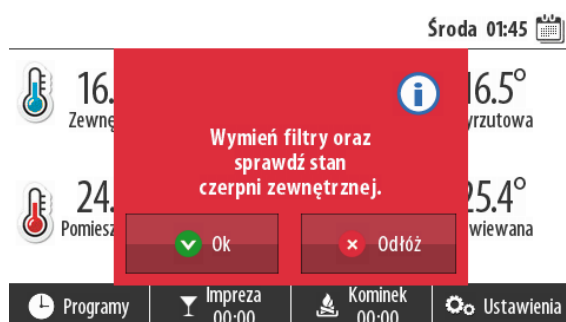 Środa 01:45
16.
Zewnę
16.5°
yrzutowa
Wymień filtry oraz
sprawdź stan
czerpni zewnętrznej.
24.
Pomiesz
25.4°
wiewana
Ok
Odłóż
Programy
Impreza
00:00
Kominek
00:00
Ustawienia